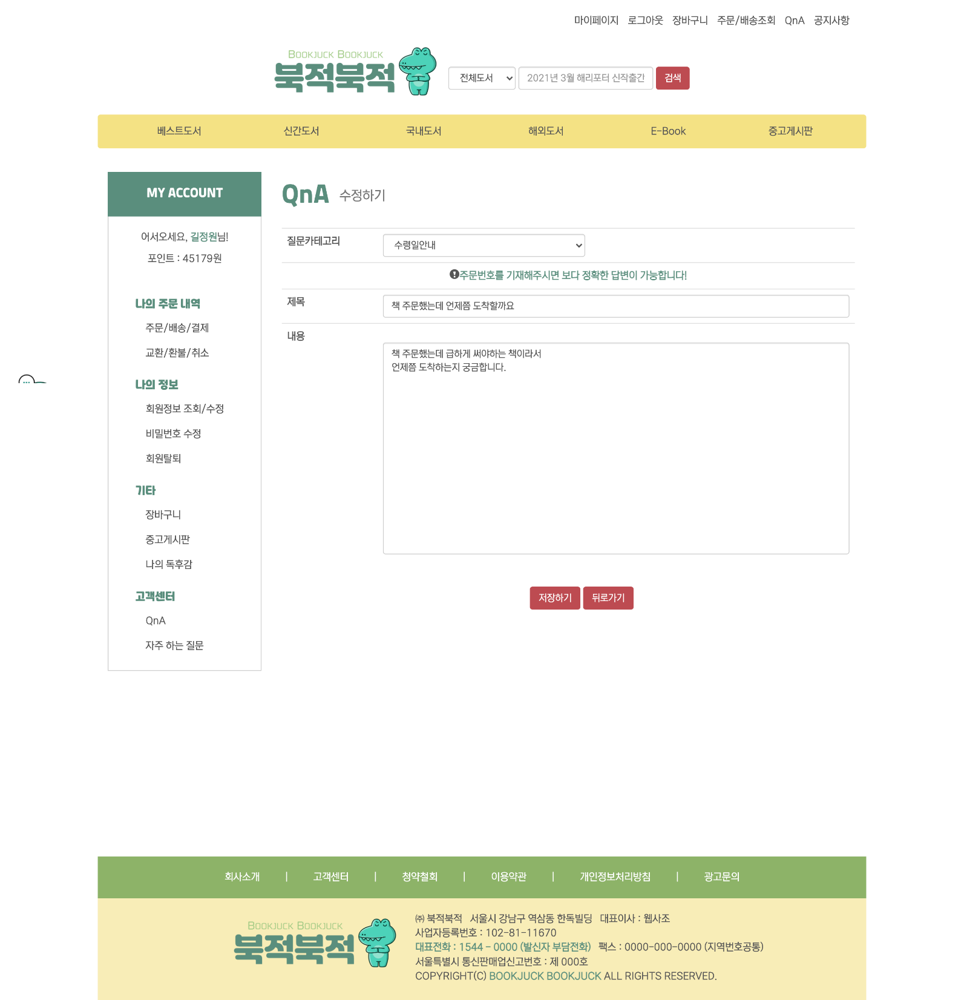 마이페이지 로그아웃 장바구니 주문/배송조회 QnA 공지사항
BOOKJUCK BOOKJUCK
북적북적
전체도서 2021년 3월 해리포터 신작출간 검색
베스트도서 신간도서 국내도서 해외도서 E-Book 중고게시판
MY ACCOUNT
어서오세요, 길정원님!
포인트 : 45179원
나의 주문 내역
주문/배송/결제
교환/환불/취소
나의 정보
회원정보 조회/수정
비밀번호 수정
회원탈퇴
기타
장바구니
중고게시판
나의 독후감
고객센터
QnA
자주 하는 질문
QnA 수정하기
질문카테고리 수령일안내
주문번호를 기재해주시면 보다 정확한 답변이 가능합니다!
제목 책 주문했는데 언제쯤 도착할까요
내용
책 주문했는데 급하게 써야하는 책이라서
언제쯤 도착하는지 궁금합니다.
저장하기 뒤로가기
회사소개 | 고객센터 | 청약철회 | 이용약관 | 개인정보처리방침 | 광고문의
BOOKJUCK BOOKJUCK
북적북적
㈜ 북적북적 서울시 강남구 역삼동 한독빌딩 대표이사 : 웹사조
사업자등록번호 : 102-81-11670
대표전화 : 1544 - 0000 (발신자 부담전화) 팩스 : 0000-000-0000 (지역번호공통)
서울특별시 통신판매업신고번호 : 제 000호
COPYRIGHT(C) BOOKJUCK BOOKJUCK ALL RIGHTS RESERVED.